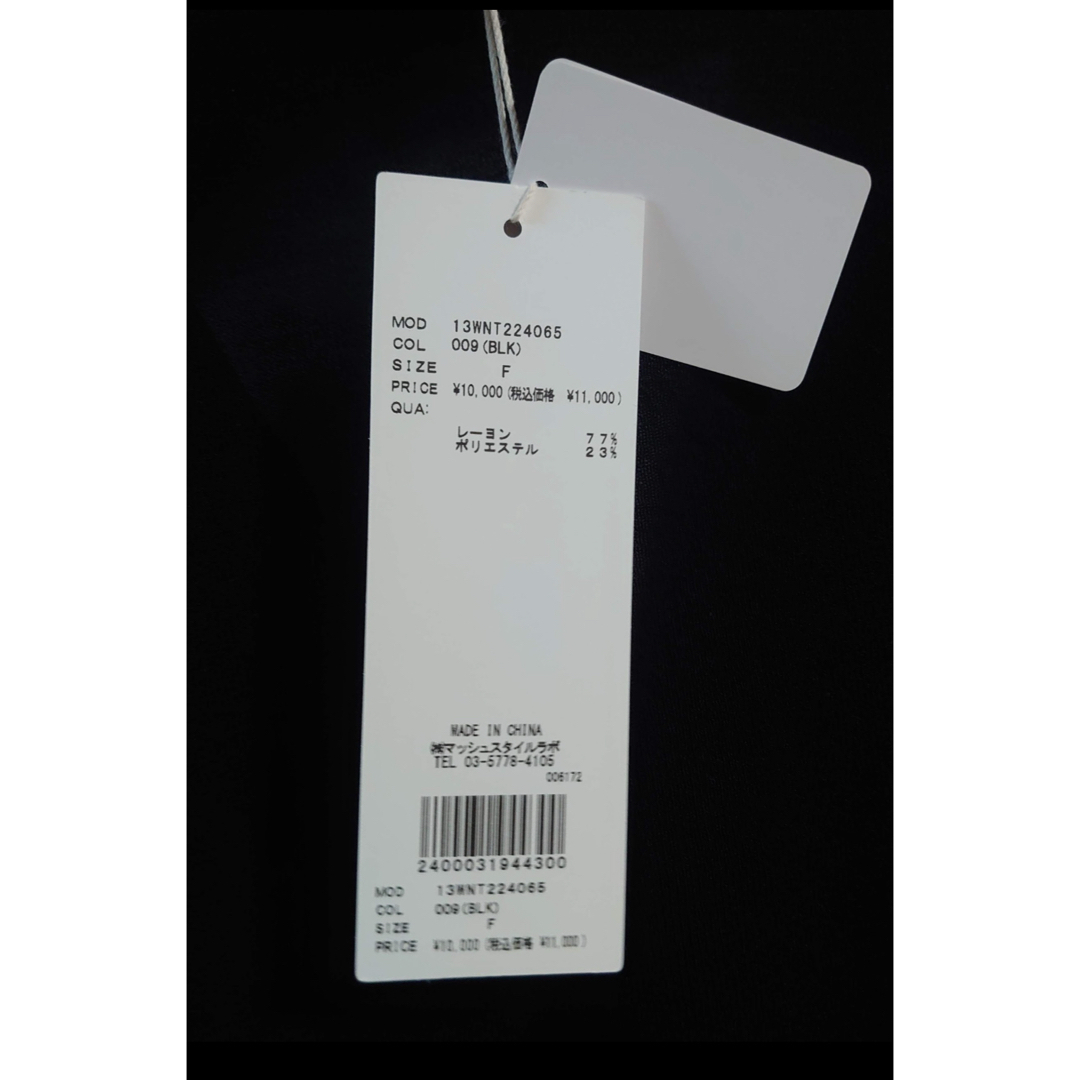 MOD 13WNT224065
COL 009(BLK)
SIZE F
PRICE ¥10,000(税込価格 ¥11,000)
QUA:
レーヨン 77%
ポリエステル 23%
MADE IN CHINA
㈱マッシュスタイルラボ
TEL 03-5778-4105
006172
2400031944300
MOD 13WNT224065
COL 009(BLK)
SIZE F
PRICE ¥10,000(税込価格 ¥11,000)